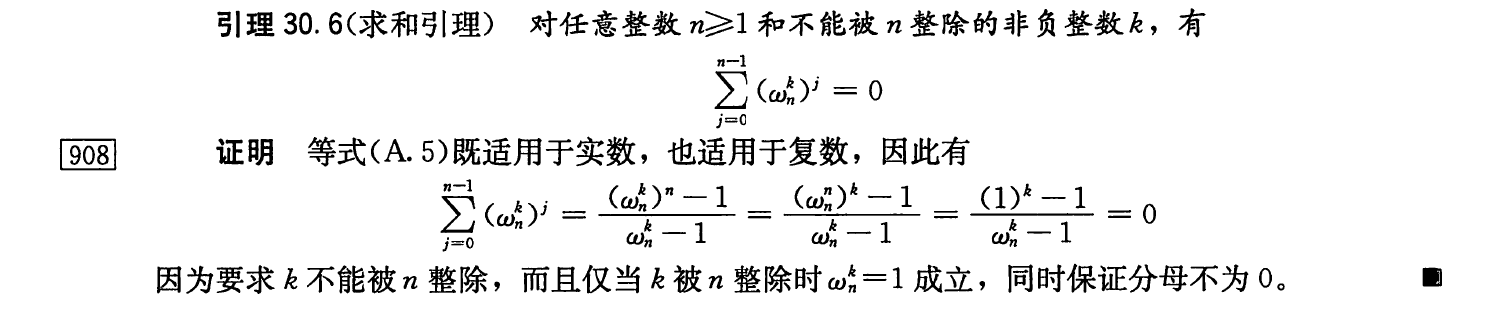 引理 30.6(求和引理) 对任意整数 n⩾1 和不能被 n 整除的非负整数 k，有
$\sum_{j=0}^{n-1} (\omega_n^k)^j = 0$
908 证明 等式(A.5)既适用于实数，也适用于复数，因此有
$\sum_{j=0}^{n-1} (\omega_n^k)^j = \frac{(\omega_n^k)^n - 1}{\omega_n^k - 1} = \frac{(\omega_n^n)^k - 1}{\omega_n^k - 1} = \frac{(1)^k - 1}{\omega_n^k - 1} = 0$
因为要求 k 不能被 n 整除，而且仅当 k 被 n 整除时 $\omega_n^k = 1$ 成立，同时保证分母不为 0。 ■